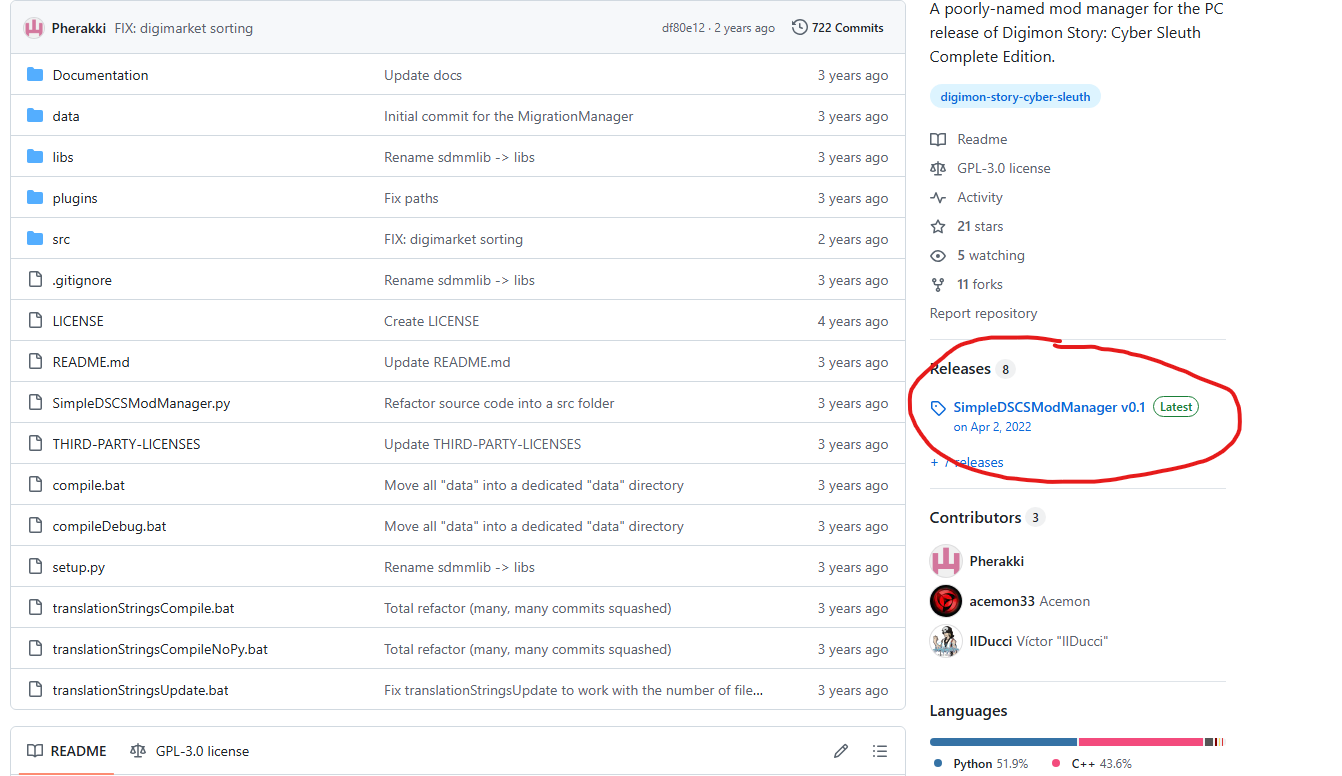 Pherakki FIX: digimarket sorting df80e12 · 2 years ago 722 Commits
Documentation Update docs 3 years ago
data Initial commit for the MigrationManager 3 years ago
libs Rename sdmmlib -> libs 3 years ago
plugins Fix paths 3 years ago
src FIX: digimarket sorting 2 years ago
.gitignore Rename sdmmlib -> libs 3 years ago
LICENSE Create LICENSE 4 years ago
README.md Update README.md 3 years ago
SimpleDSCSModManager.py Refactor source code into a src folder 3 years ago
THIRD-PARTY-LICENSES Update THIRD-PARTY-LICENSES 3 years ago
compile.bat Move all "data" into a dedicated "data" directory 3 years ago
compileDebug.bat Move all "data" into a dedicated "data" directory 3 years ago
setup.py Rename sdmmlib -> libs 3 years ago
translationStringsCompile.bat Total refactor (many, many commits squashed) 3 years ago
translationStringsCompileNoPy.bat Total refactor (many, many commits squashed) 3 years ago
translationStringsUpdate.bat Fix translationStringsUpdate to work with the number of file... 3 years ago
README GPL-3.0 license
A poorly-named mod manager for the PC
release of Digimon Story: Cyber Sleuth
Complete Edition.
digimon-story-cyber-sleuth
Readme
GPL-3.0 license
Activity
21 stars
5 watching
11 forks
Report repository
Releases 8
SimpleDSCSModManager v0.1 Latest
on Apr 2, 2022
+ 7 releases
Contributors 3
Pherakki
acemon33 Acemon
IlDucci Víctor "IlDucci"
Languages
Python 51.9% C++ 43.6%